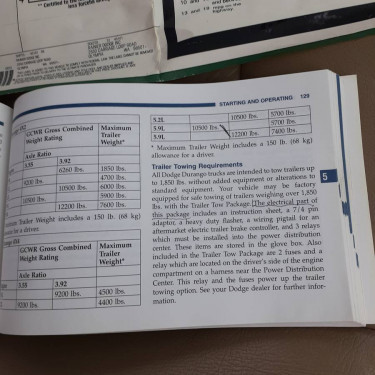 STARTING AND OPERATING 129
GCWR Gross Combined
Weight Rating
Maximum
Trailer
Weight*
Axle Ratio
3.55 3.92
6260 lbs. 1850 lbs.
9200 lbs. 4700 lbs.
10500 lbs. 6000 lbs.
10500 lbs. 5900 lbs.
12200 lbs. 7600 lbs.
Trailer Weight includes a 150 lb. (68 kg)
for a driver.
GCWR Gross Combined
Weight Rating
Maximum
Trailer
Weight*
Axle Ratio
3.55 3.92
9200 lbs. 4500 lbs.
9200 lbs. 4400 lbs.
5.2L 10500 lbs. 5700 lbs.
5.9L 10500 lbs. 5700 lbs.
5.9L 12200 lbs. 7400 lbs.
* Maximum Trailer Weight includes a 150 lb. (68 kg)
allowance for a driver.
Trailer Towing Requirements
All Dodge Durango trucks are intended to tow trailers up
to 1,850 lbs. without added equipment or alterations to
standard equipment. Your vehicle may be factory
equipped for safe towing of trailers weighing over 1,850
lbs. with the Trailer Tow Package (The electrical part of
this package includes an instruction sheet, a 7/4 pin
adaptor, a heavy duty flasher, a wiring pigtail for an
aftermarket electric trailer brake controller, and 3 relays
which must be installed into the power distribution
center. These items are stored in the glove box. Also
included in the Trailer Tow Package are 2 fuses and a
relay which are located on the driver's side of the engine
compartment on a harness near the Power Distribution
Center. This relay and the fuses power up the trailer
towing option. See your Dodge dealer for further infor-
mation.
5